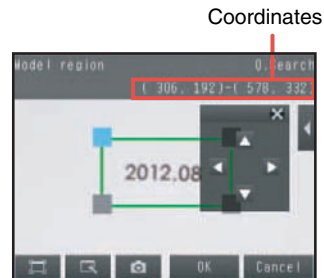 Coordinates
Model region 0.Search
( 306, 192)-( 578, 332)
2012.08
OK Cancel